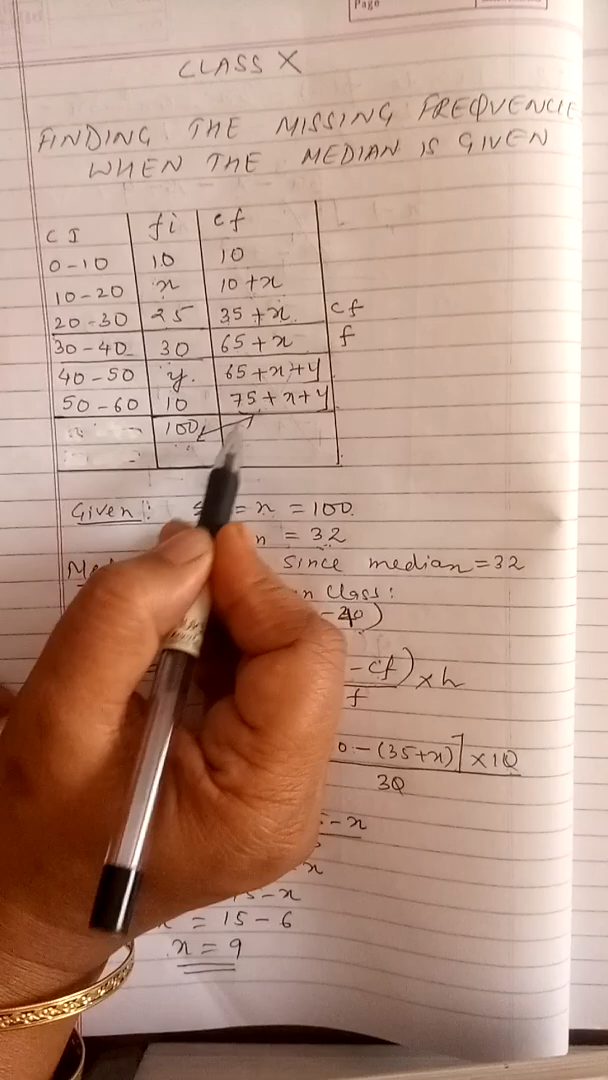 Page
CLASS X
FINDING THE MISSING FREQUENCIE
WHEN THE MEDIAN IS GIVEN
C I fi cf
0-10 10 10
10-20 x 10+x
20-30 25 35+x cf
30-40 30 65+x f
40-50 y 65+x+y
50-60 10 75+x+y
100
Given: = n = 100
n = 32
Me since median = 32
n class:
-40)
-cf) × h
f
0 - (35+x)] × 10
30
- x
x
15 - x
= 15 - 6
x = 9